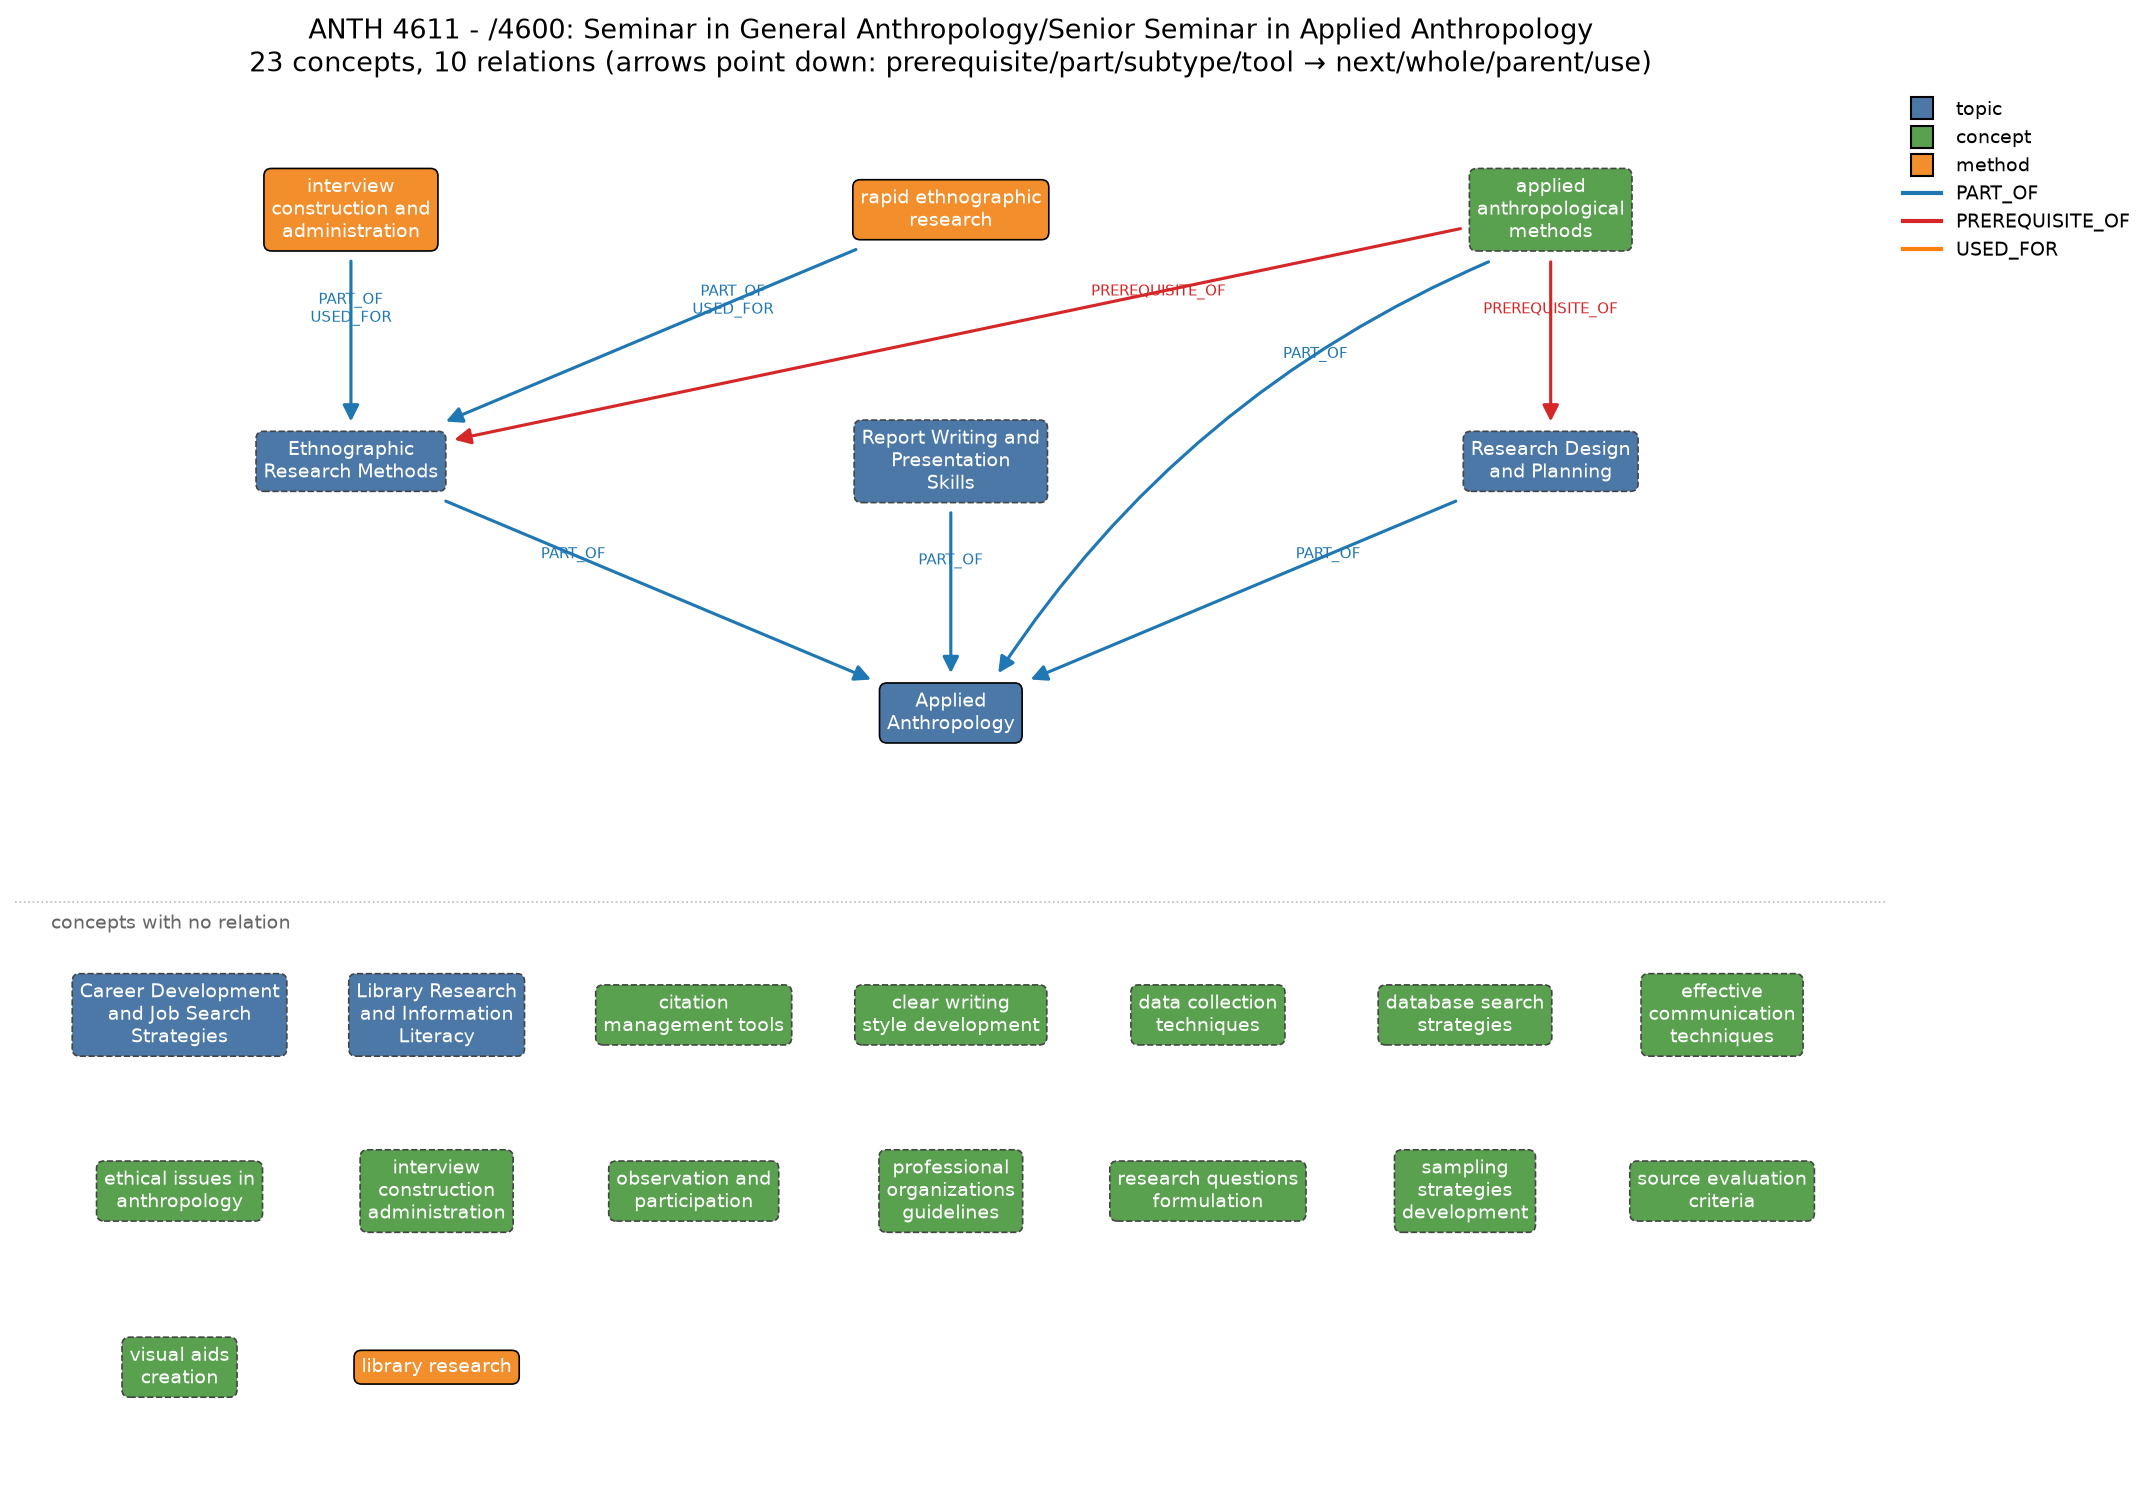 ANTH 4611 - /4600: Seminar in General Anthropology/Senior Seminar in Applied Anthropology
23 concepts, 10 relations (arrows point down: prerequisite/part/subtype/tool → next/whole/parent/use)
topic
concept
method
PART_OF
PREREQUISITE_OF
USED_FOR
interview
construction and
administration
rapid ethnographic
research
applied
anthropological
methods
PART_OF
USED_FOR
PART_OF
USED_FOR
PREREQUISITE_OF
PREREQUISITE_OF
PART_OF
Ethnographic
Research Methods
Report Writing and
Presentation
Skills
Research Design
and Planning
PART_OF
PART_OF
PART_OF
Applied
Anthropology
concepts with no relation
Career Development
and Job Search
Strategies
Library Research
and Information
Literacy
citation
management tools
clear writing
style development
data collection
techniques
database search
strategies
effective
communication
techniques
ethical issues in
anthropology
interview
construction
administration
observation and
participation
professional
organizations
guidelines
research questions
formulation
sampling
strategies
development
source evaluation
criteria
visual aids
creation
library research